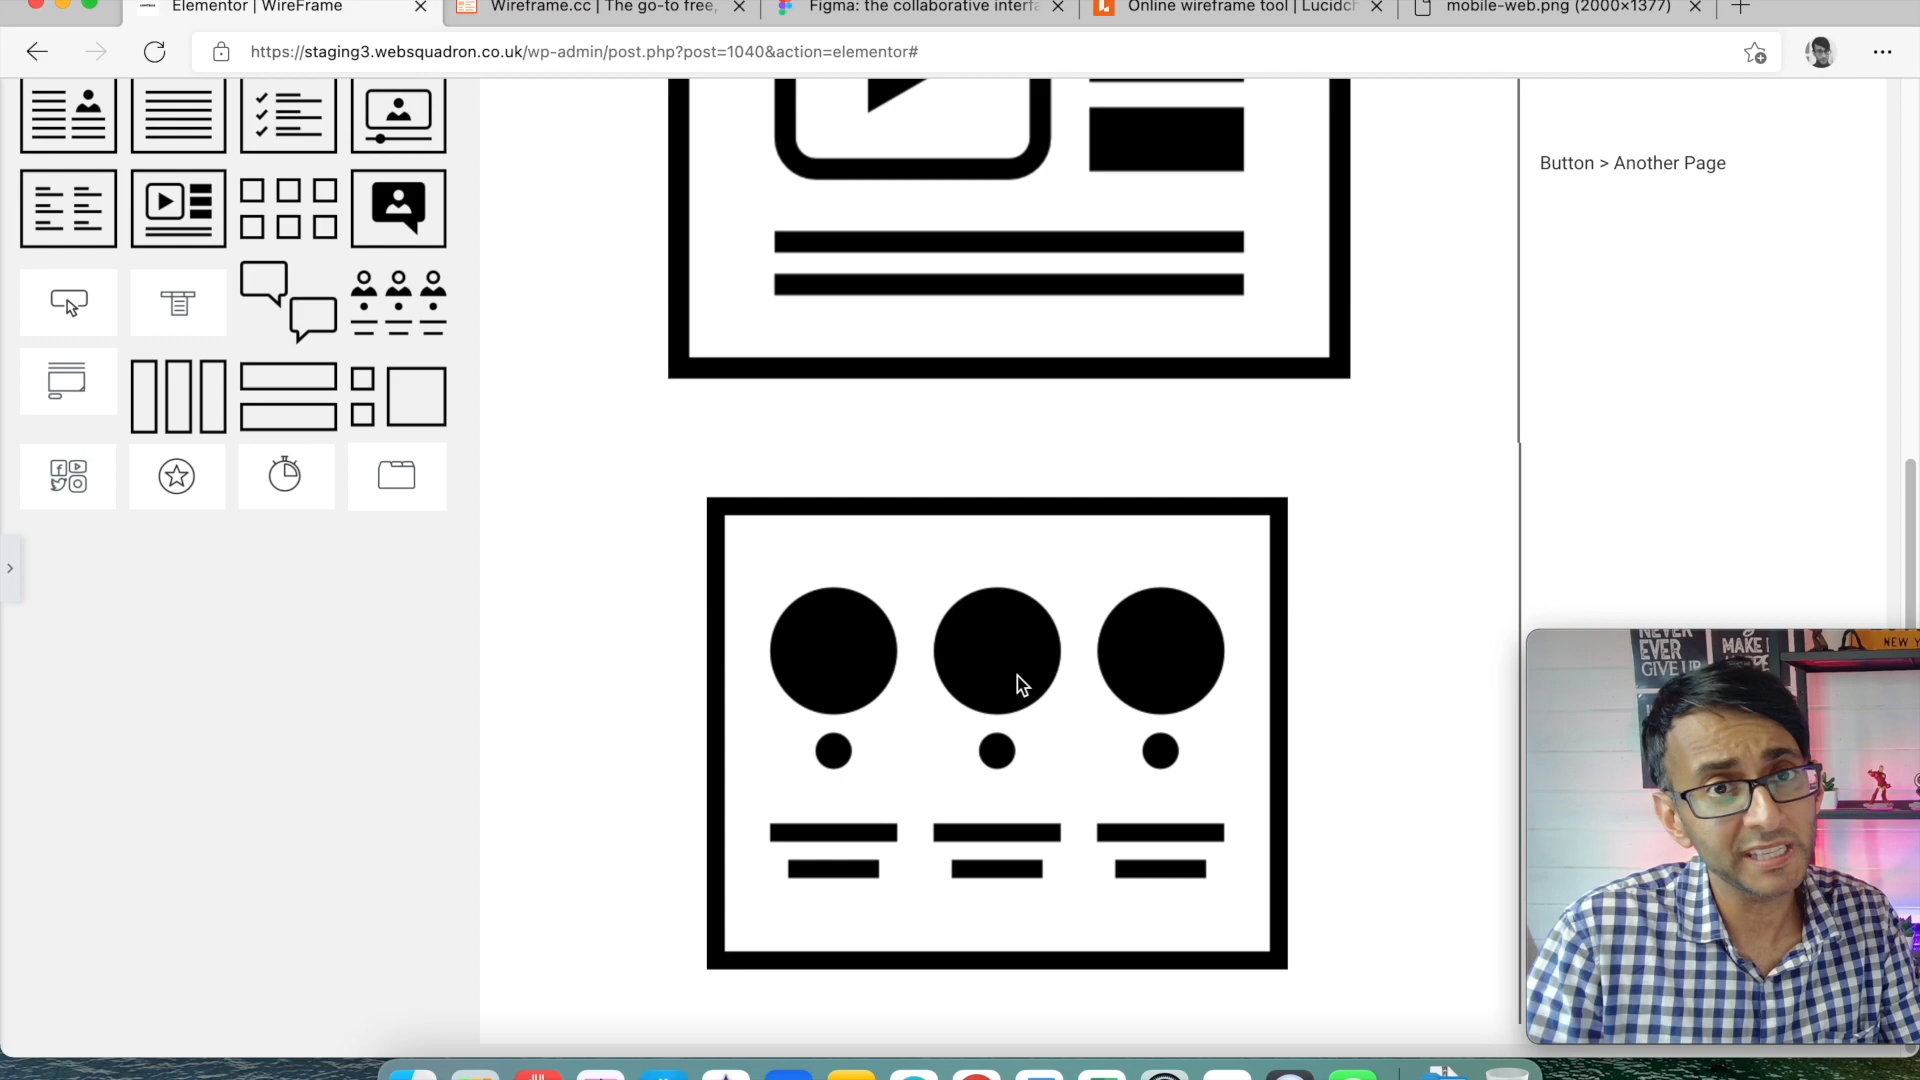 Elementor | WireFrame
Wireframe.cc | The go-to free,
Figma: the collaborative interfa
Online wireframe tool | Lucidch
mobile-web.png (2000×1377)
https://staging3.websquadron.co.uk/wp-admin/post.php?post=1040&action=elementor#
Button > Another Page
NEVER
EVER
GIVE UP
MAKE
NEW Y